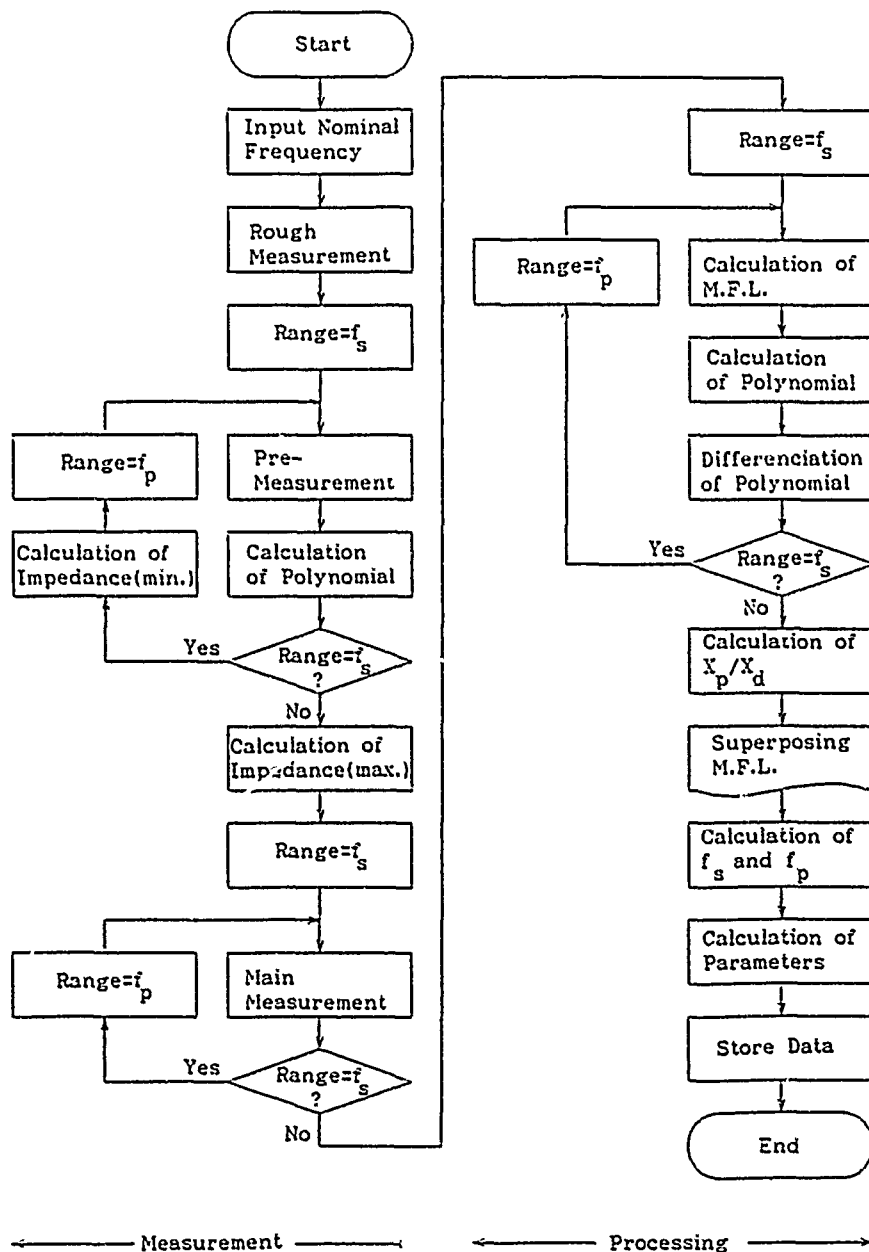 Start
Input Nominal
Frequency
Rough
Measurement
Range=f_s
Range=f_p
Pre-
Measurement
Calculation of
Impedance(min.)
Calculation
of Polynomial
Yes
Range=f_s
?
No
Calculation of
Impedance(max.)
Range=f_s
Range=f_p
Main
Measurement
Yes
Range=f_s
?
No
Measurement
Range=f_s
Range=f_p
Calculation of
M.F.L.
Calculation
of Polynomial
Differenciation
of Polynomial
Yes
Range=f_s
?
No
Calculation of
X_p/X_d
Superposing
M.F.L.
Calculation of
f_s and f_p
Calculation of
Parameters
Store Data
End
Processing